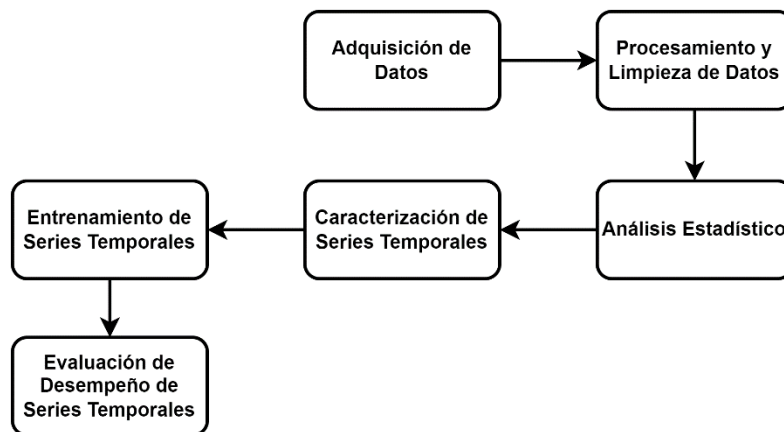 Adquisición de
Datos
Procesamiento y
Limpieza de Datos
Entrenamiento de
Series Temporales
Caracterización de
Series Temporales
Análisis Estadístico
Evaluación de
Desempeño de
Series Temporales